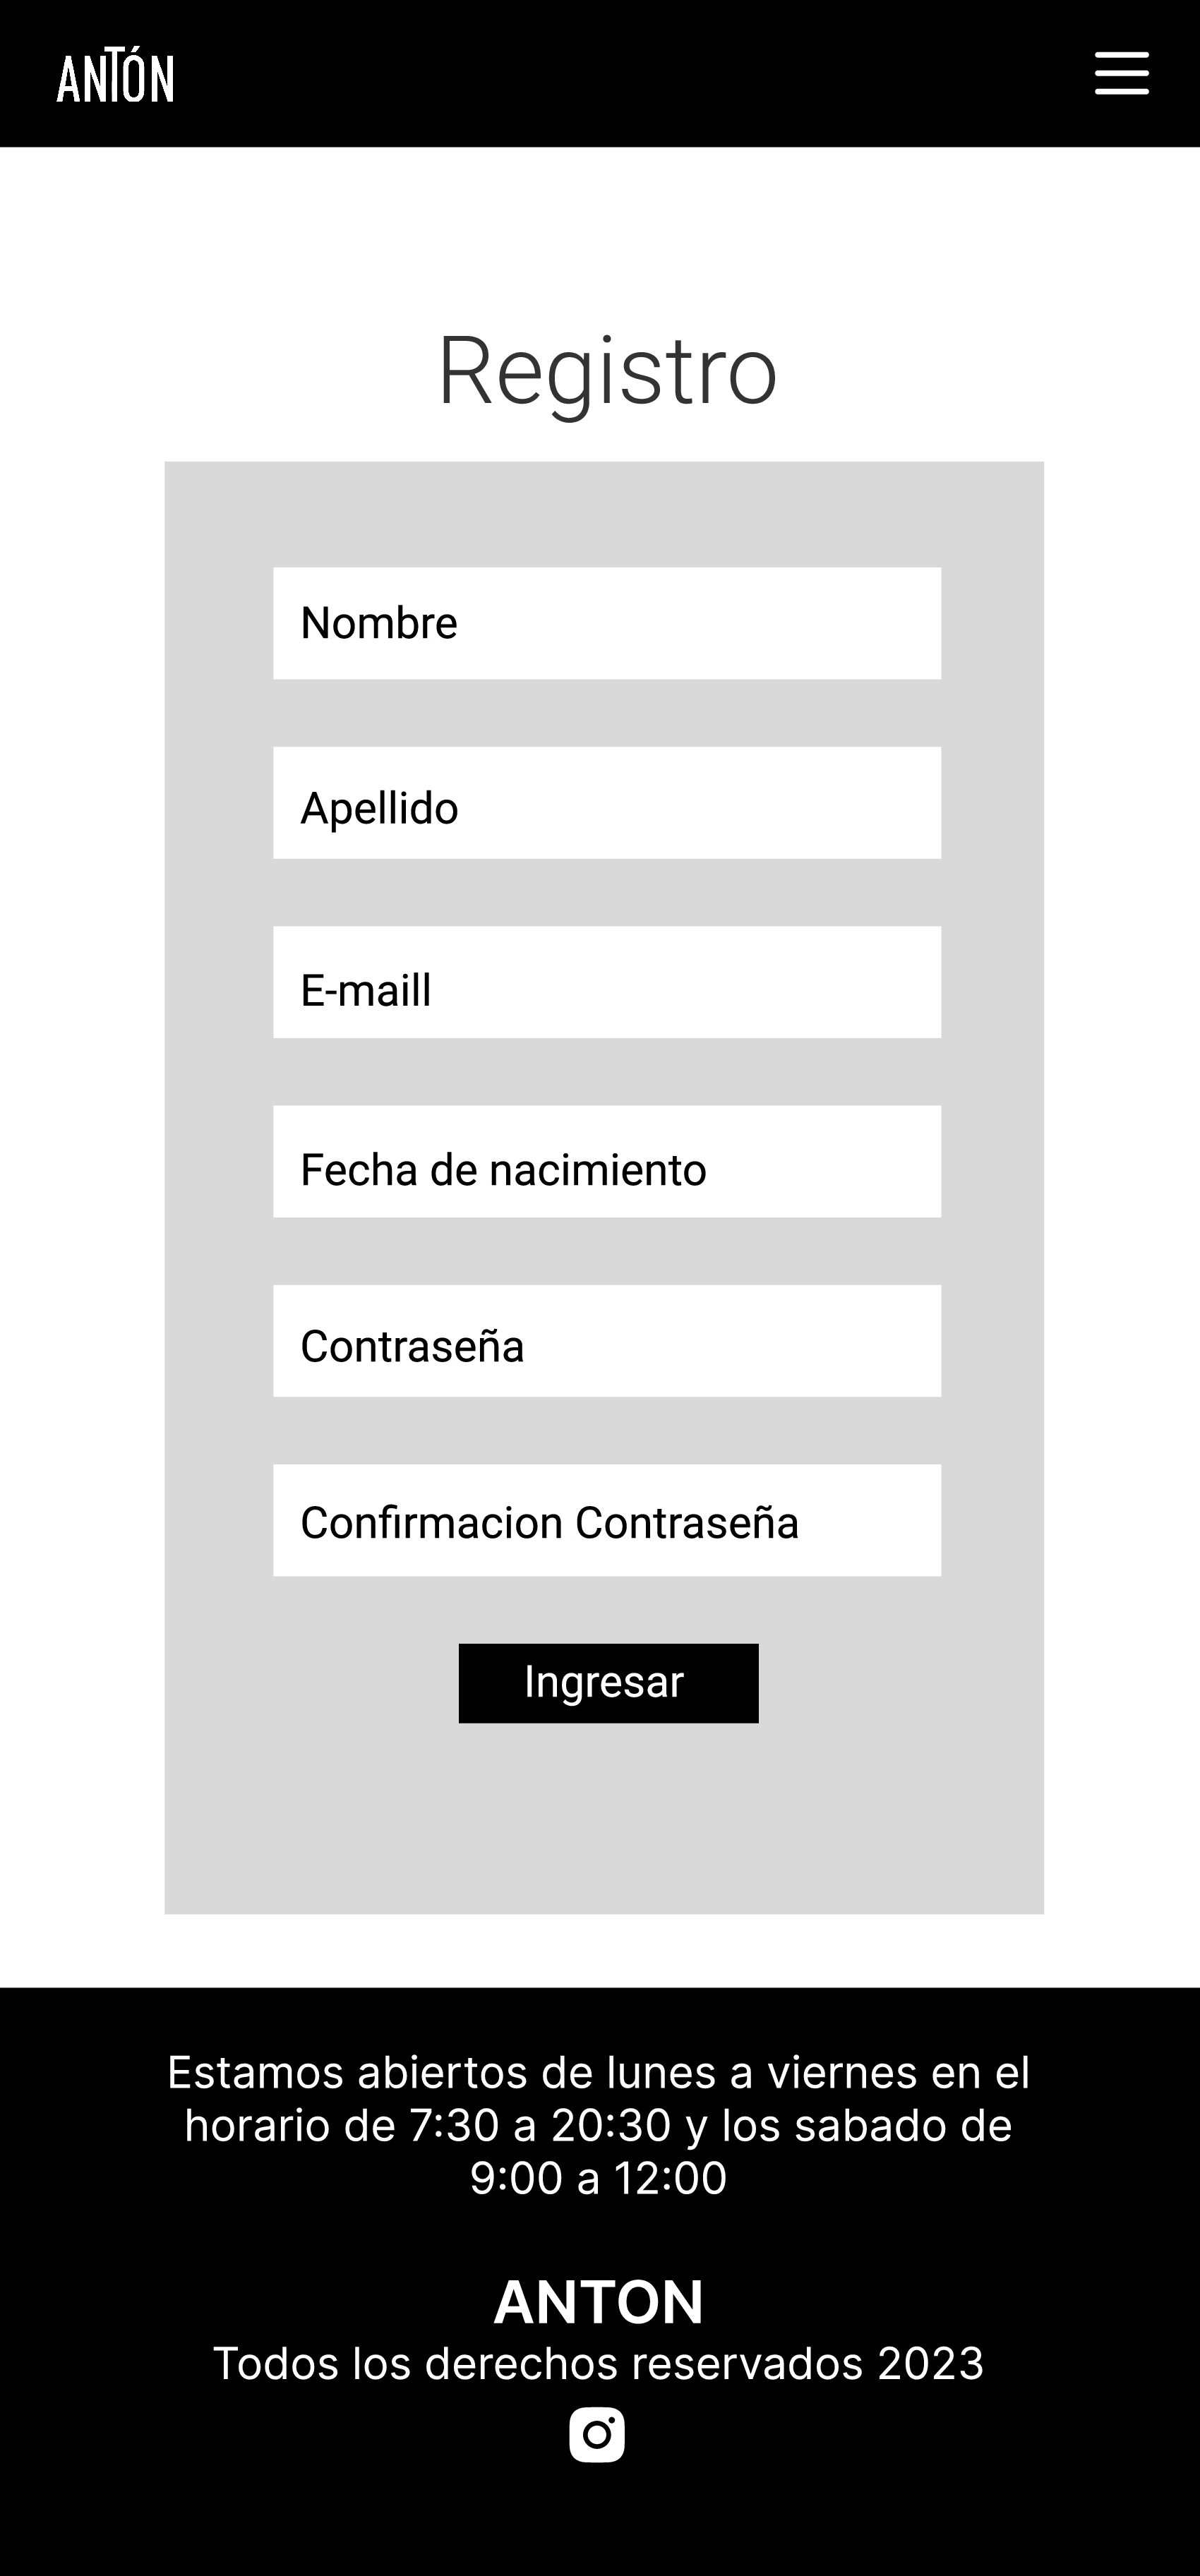 ANTÓN
Registro
Nombre
Apellido
E-maill
Fecha de nacimiento
Contraseña
Confirmacion Contraseña
Ingresar
Estamos abiertos de lunes a viernes en el
horario de 7:30 a 20:30 y los sabado de
9:00 a 12:00
ANTON
Todos los derechos reservados 2023